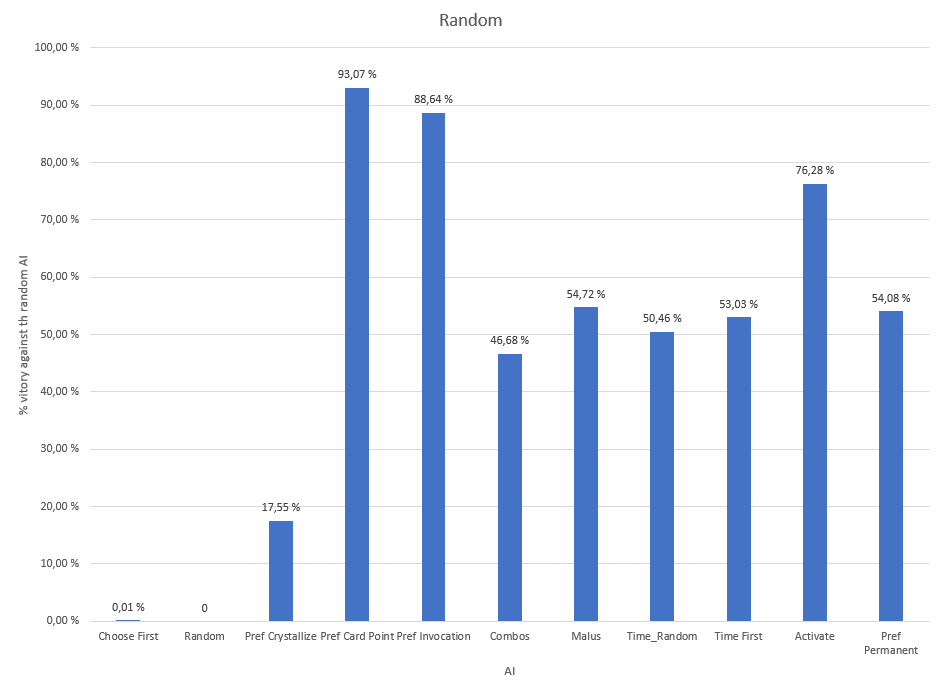 Random
100,00 %
90,00 %
80,00 %
70,00 %
60,00 %
50,00 %
40,00 %
30,00 %
20,00 %
10,00 %
0,00 %
% vitory against th random AI
0,01 %
0
17,55 %
93,07 %
88,64 %
46,68 %
54,72 %
50,46 %
53,03 %
76,28 %
54,08 %
Choose First
Random
Pref Crystallize
Pref Card Point
Pref Invocation
Combos
Malus
Time_Random
Time First
Activate
Pref
Permanent
AI